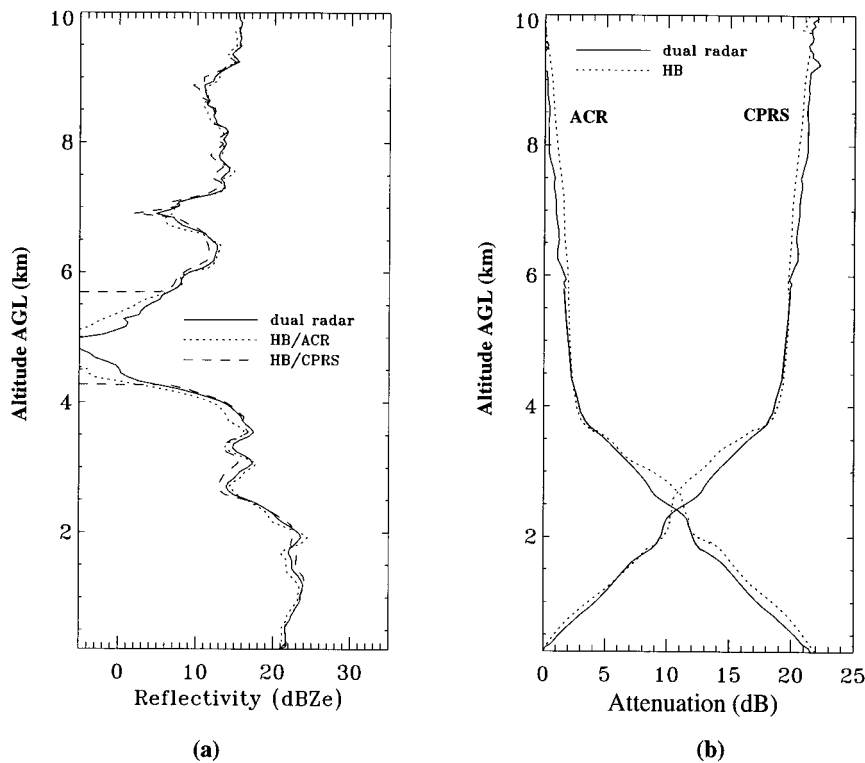 10
8
6
4
2
Altitude AGL (km)
dual radar
HB/ACR
HB/CPRS
0 10 20 30
Reflectivity (dBZe)
(a)
10
8
6
4
2
0
Altitude AGL (km)
dual radar
HB
ACR
CPRS
0 5 10 15 20 25
Attenuation (dB)
(b)